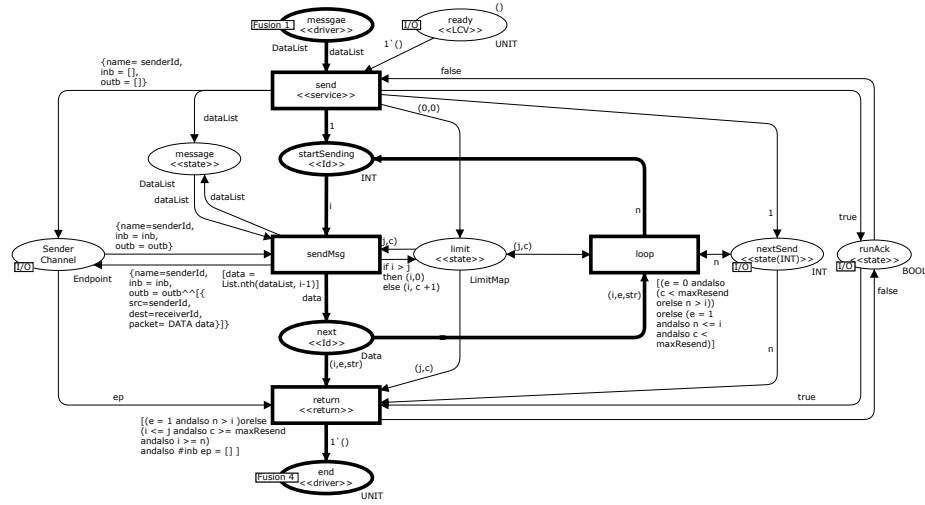 Fusion 1
messgae
<<driver>>
DataList
dataList
I/O
ready
<<LCV>>
()
UNIT
1`()
{name= senderId,
inb = [],
outb = []}
send
<<service>>
false
(0,0)
dataList
1
message
<<state>>
DataList
dataList
dataList
startSending
<<Id>>
INT
i
n
1
true
Sender
Channel
I/O
Endpoint
{name=senderId,
inb = inb,
outb = outb}
{name=senderId,
inb = inb,
outb = outb^^[{
src=senderId,
dest=receiverId,
packet= DATA data}]}
sendMsg
[data =
List.nth(dataList, i-1)]
data
(j,c)
if i > j
then (i,0)
else (i, c +1)
limit
<<state>>
LimitMap
(j,c)
loop
n
[(e = 0 andalso
(c < maxResend
orelse n > i))
orelse (e = 1
andalso n <= i
andalso c <
maxResend)]
(i,e,str)
nextSend
<<state(INT)>>
I/O
INT
runAck
<<state>>
I/O
BOOL
false
next
<<Id>>
Data
(i,e,str)
(j,c)
n
ep
return
<<return>>
true
[(e = 1 andalso n > i )orelse
(i <= j andalso c >= maxResend
andalso i >= n)
andalso #inb ep = [] ]
1`()
Fusion 4
end
<<driver>>
UNIT